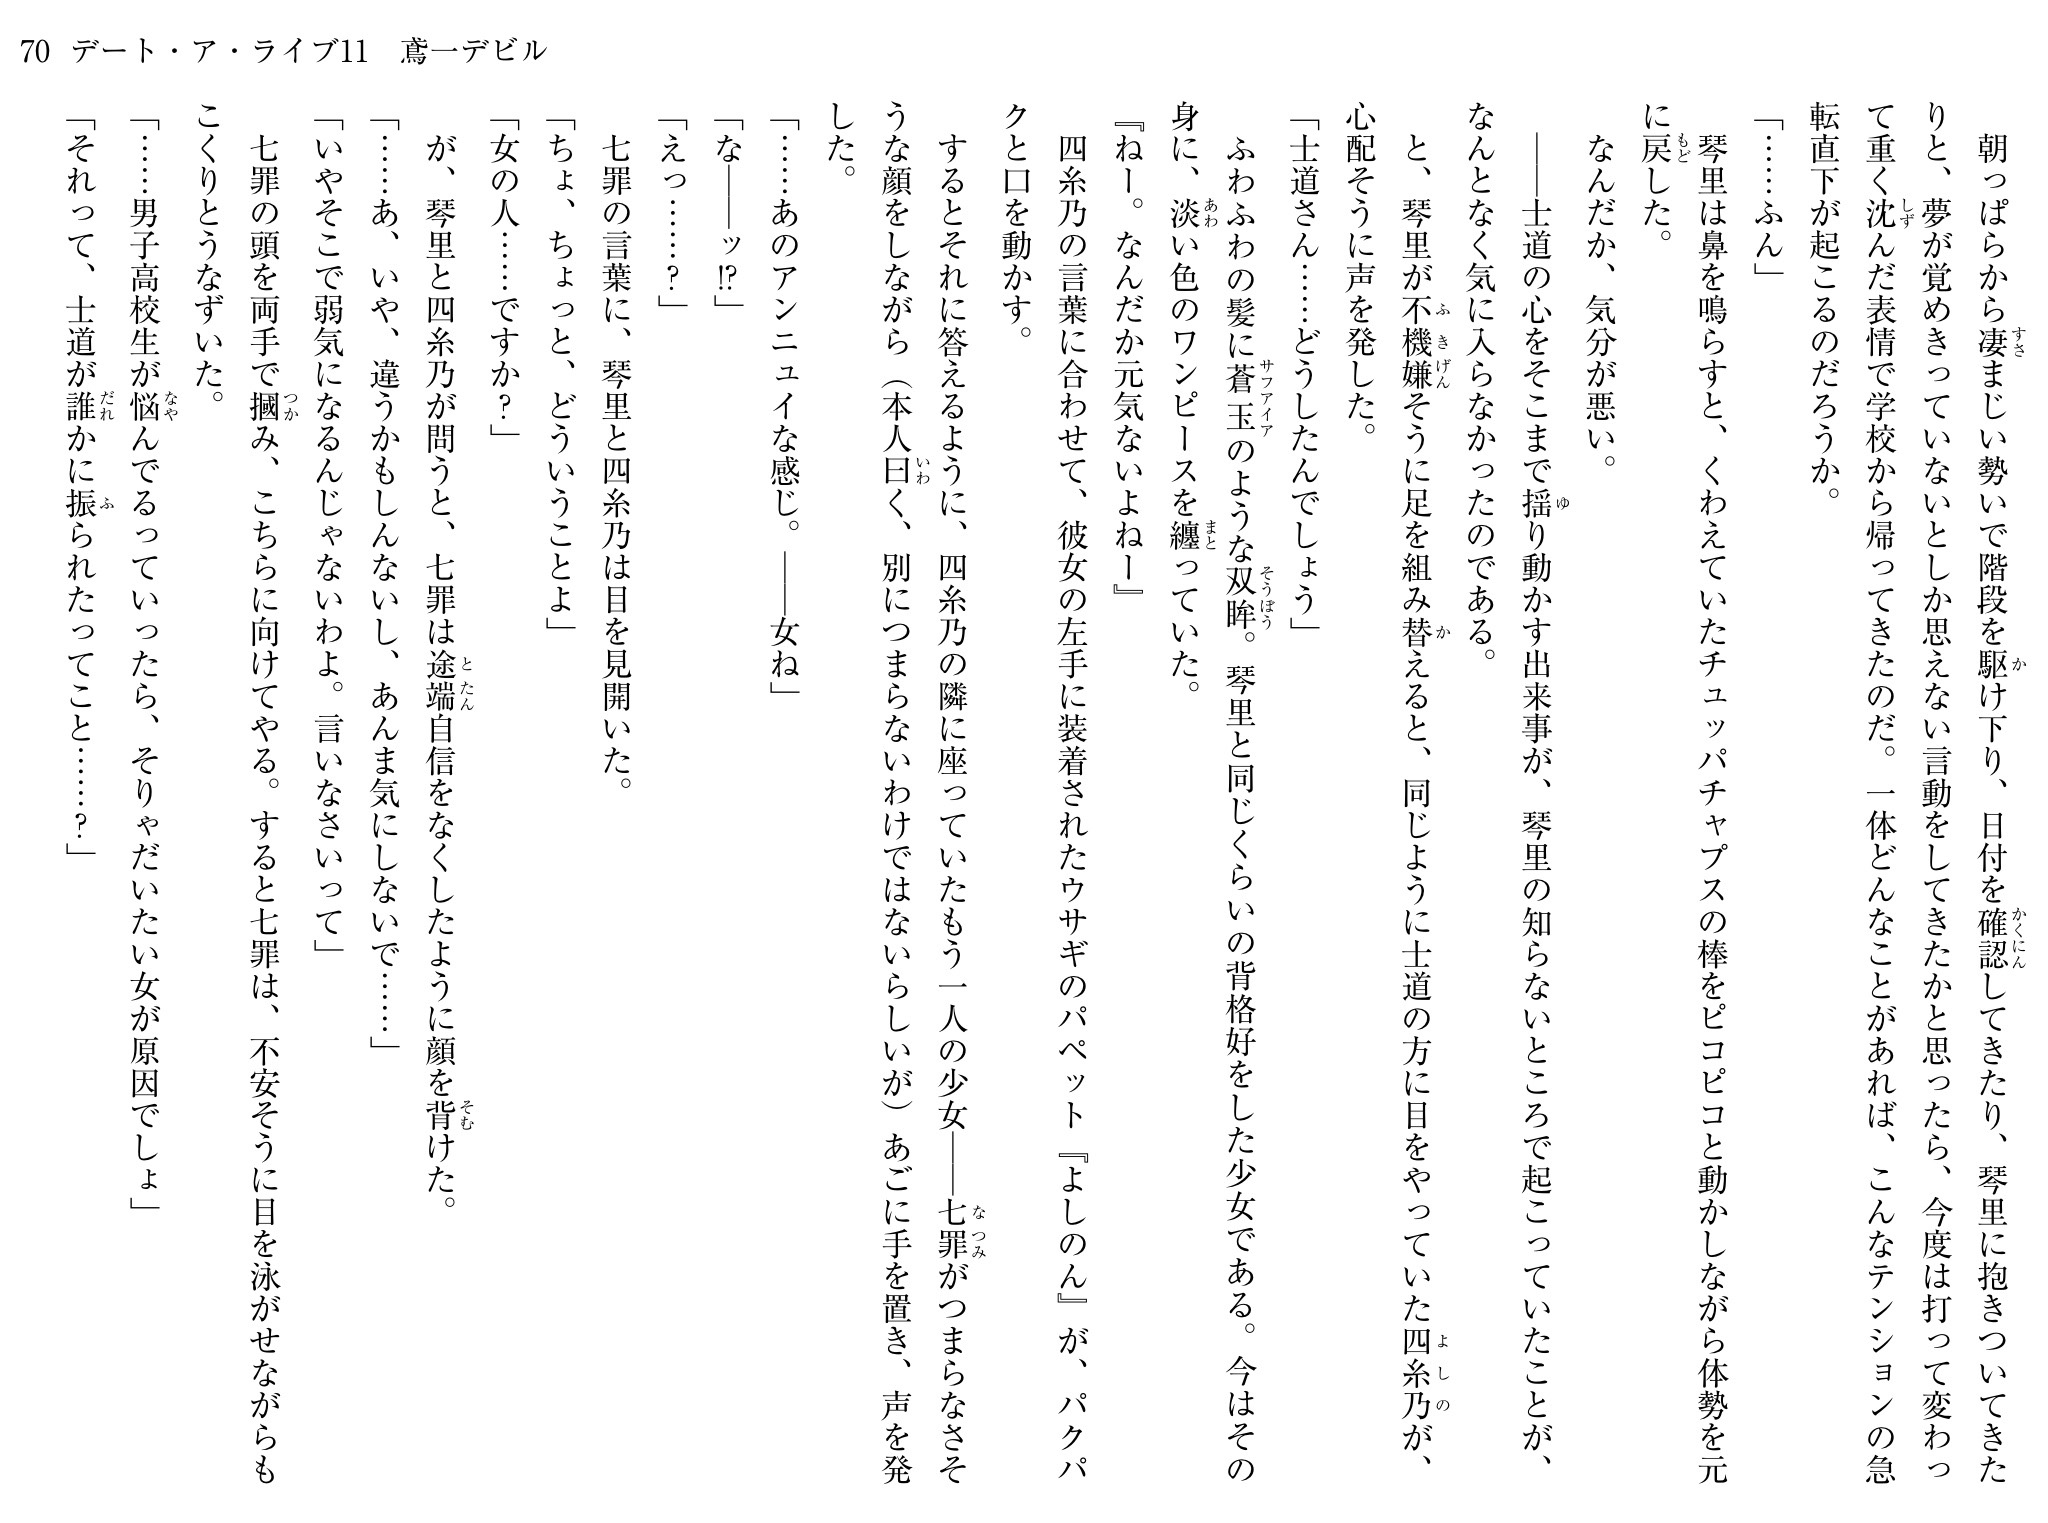 70 デート・ア・ライブ11　鳶一デビル
　朝っぱらから凄まじい勢いで階段を駆け下り、日付を確認してきたり、琴里に抱きついてきた
りと、夢が覚めきっていないとしか思えない言動をしてきたかと思ったら、今度は打って変わっ
て重く沈んだ表情で学校から帰ってきたのだ。一体どんなことがあれば、こんなテンションの急
転直下が起こるのだろうか。
「……ふん」
　琴里は鼻を鳴らすと、くわえていたチュッパチャプスの棒をピコピコと動かしながら体勢を元
に戻した。
　なんだか、気分が悪い。
　――士道の心をそこまで揺り動かす出来事が、琴里の知らないところで起こっていたことが、
なんとなく気に入らなかったのである。
　と、琴里が不機嫌そうに足を組み替えると、同じように士道の方に目をやっていた四糸乃が、
心配そうに声を発した。
「士道さん……どうしたんでしょう」
　ふわふわの髪に蒼玉のような双眸。琴里と同じくらいの背格好をした少女である。今はその
身に、淡い色のワンピースを纏っていた。
『ねー。なんだか元気ないよねー』
　四糸乃の言葉に合わせて、彼女の左手に装着されたウサギのパペット『よしのん』が、パクパ
クと口を動かす。
　するとそれに答えるように、四糸乃の隣に座っていたもう一人の少女――七罪がつまらなさそ
うな顔をしながら（本人曰く、別につまらないわけではないらしいが）あごに手を置き、声を発
した。
「……あのアンニュイな感じ。――女ね」
「な――ッ!?」
「えっ……?」
　七罪の言葉に、琴里と四糸乃は目を見開いた。
「ちょ、ちょっと、どういうことよ」
「女の人……ですか?」
　が、琴里と四糸乃が問うと、七罪は途端自信をなくしたように顔を背けた。
「……あ、いや、違うかもしんないし、あんま気にしないで……」
「いやそこで弱気になるんじゃないわよ。言いなさいって」
　七罪の頭を両手で摑み、こちらに向けてやる。すると七罪は、不安そうに目を泳がせながらも
こくりとうなずいた。
「……男子高校生が悩んでるっていったら、そりゃだいたい女が原因でしょ」
「それって、士道が誰かに振られたってこと……?」